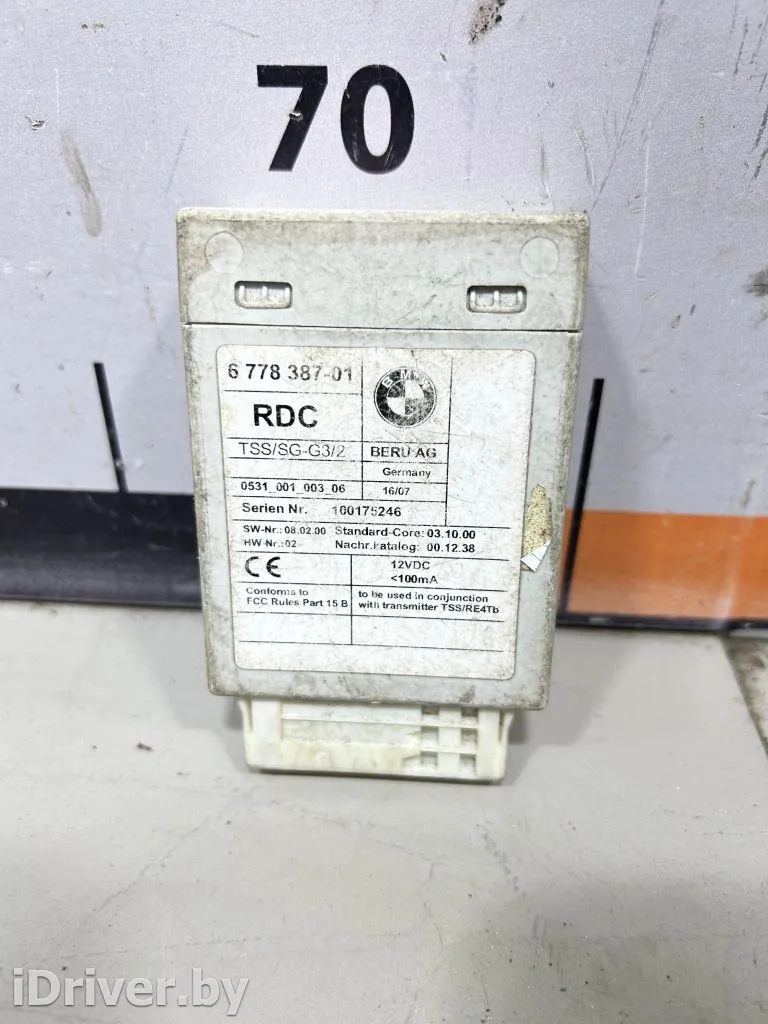 70
6 778 387-01
BMW
RDC
TSS/SG-G3/2
BERU AG
Germany
0531_001_003_06
16/07
Serien Nr. 100175246
SW-Nr.: 08.02.00 Standard-Core: 03.10.00
HW-Nr.: 02 Nachr.katalog: 00.12.38
CE
12VDC
<100mA
Conforms to
FCC Rules Part 15 B
to be used in conjunction
with transmitter TSS/RE4Tb
iDriver.by